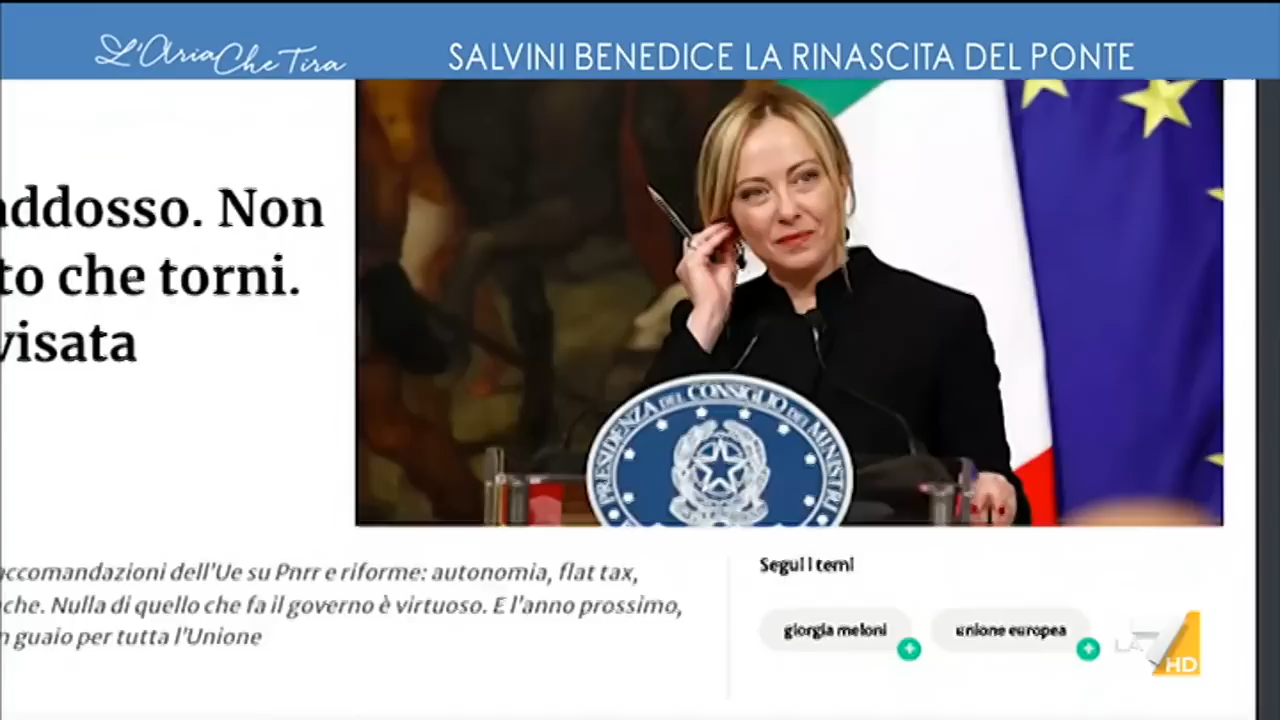 L'Aria Che Tira
SALVINI BENEDICE LA RINASCITA DEL PONTE
addosso. Non
to che torni.
visata
PRESIDENZA DEL CONSIGLIO DEI MINISTRI
accomandazioni dell'Ue su Pnrr e riforme: autonomia, flat tax,
che. Nulla di quello che fa il governo è virtuoso. E l'anno prossimo,
n guaio per tutta l'Unione
Segui i temi
giorgia meloni
unione europea
LA7
HD